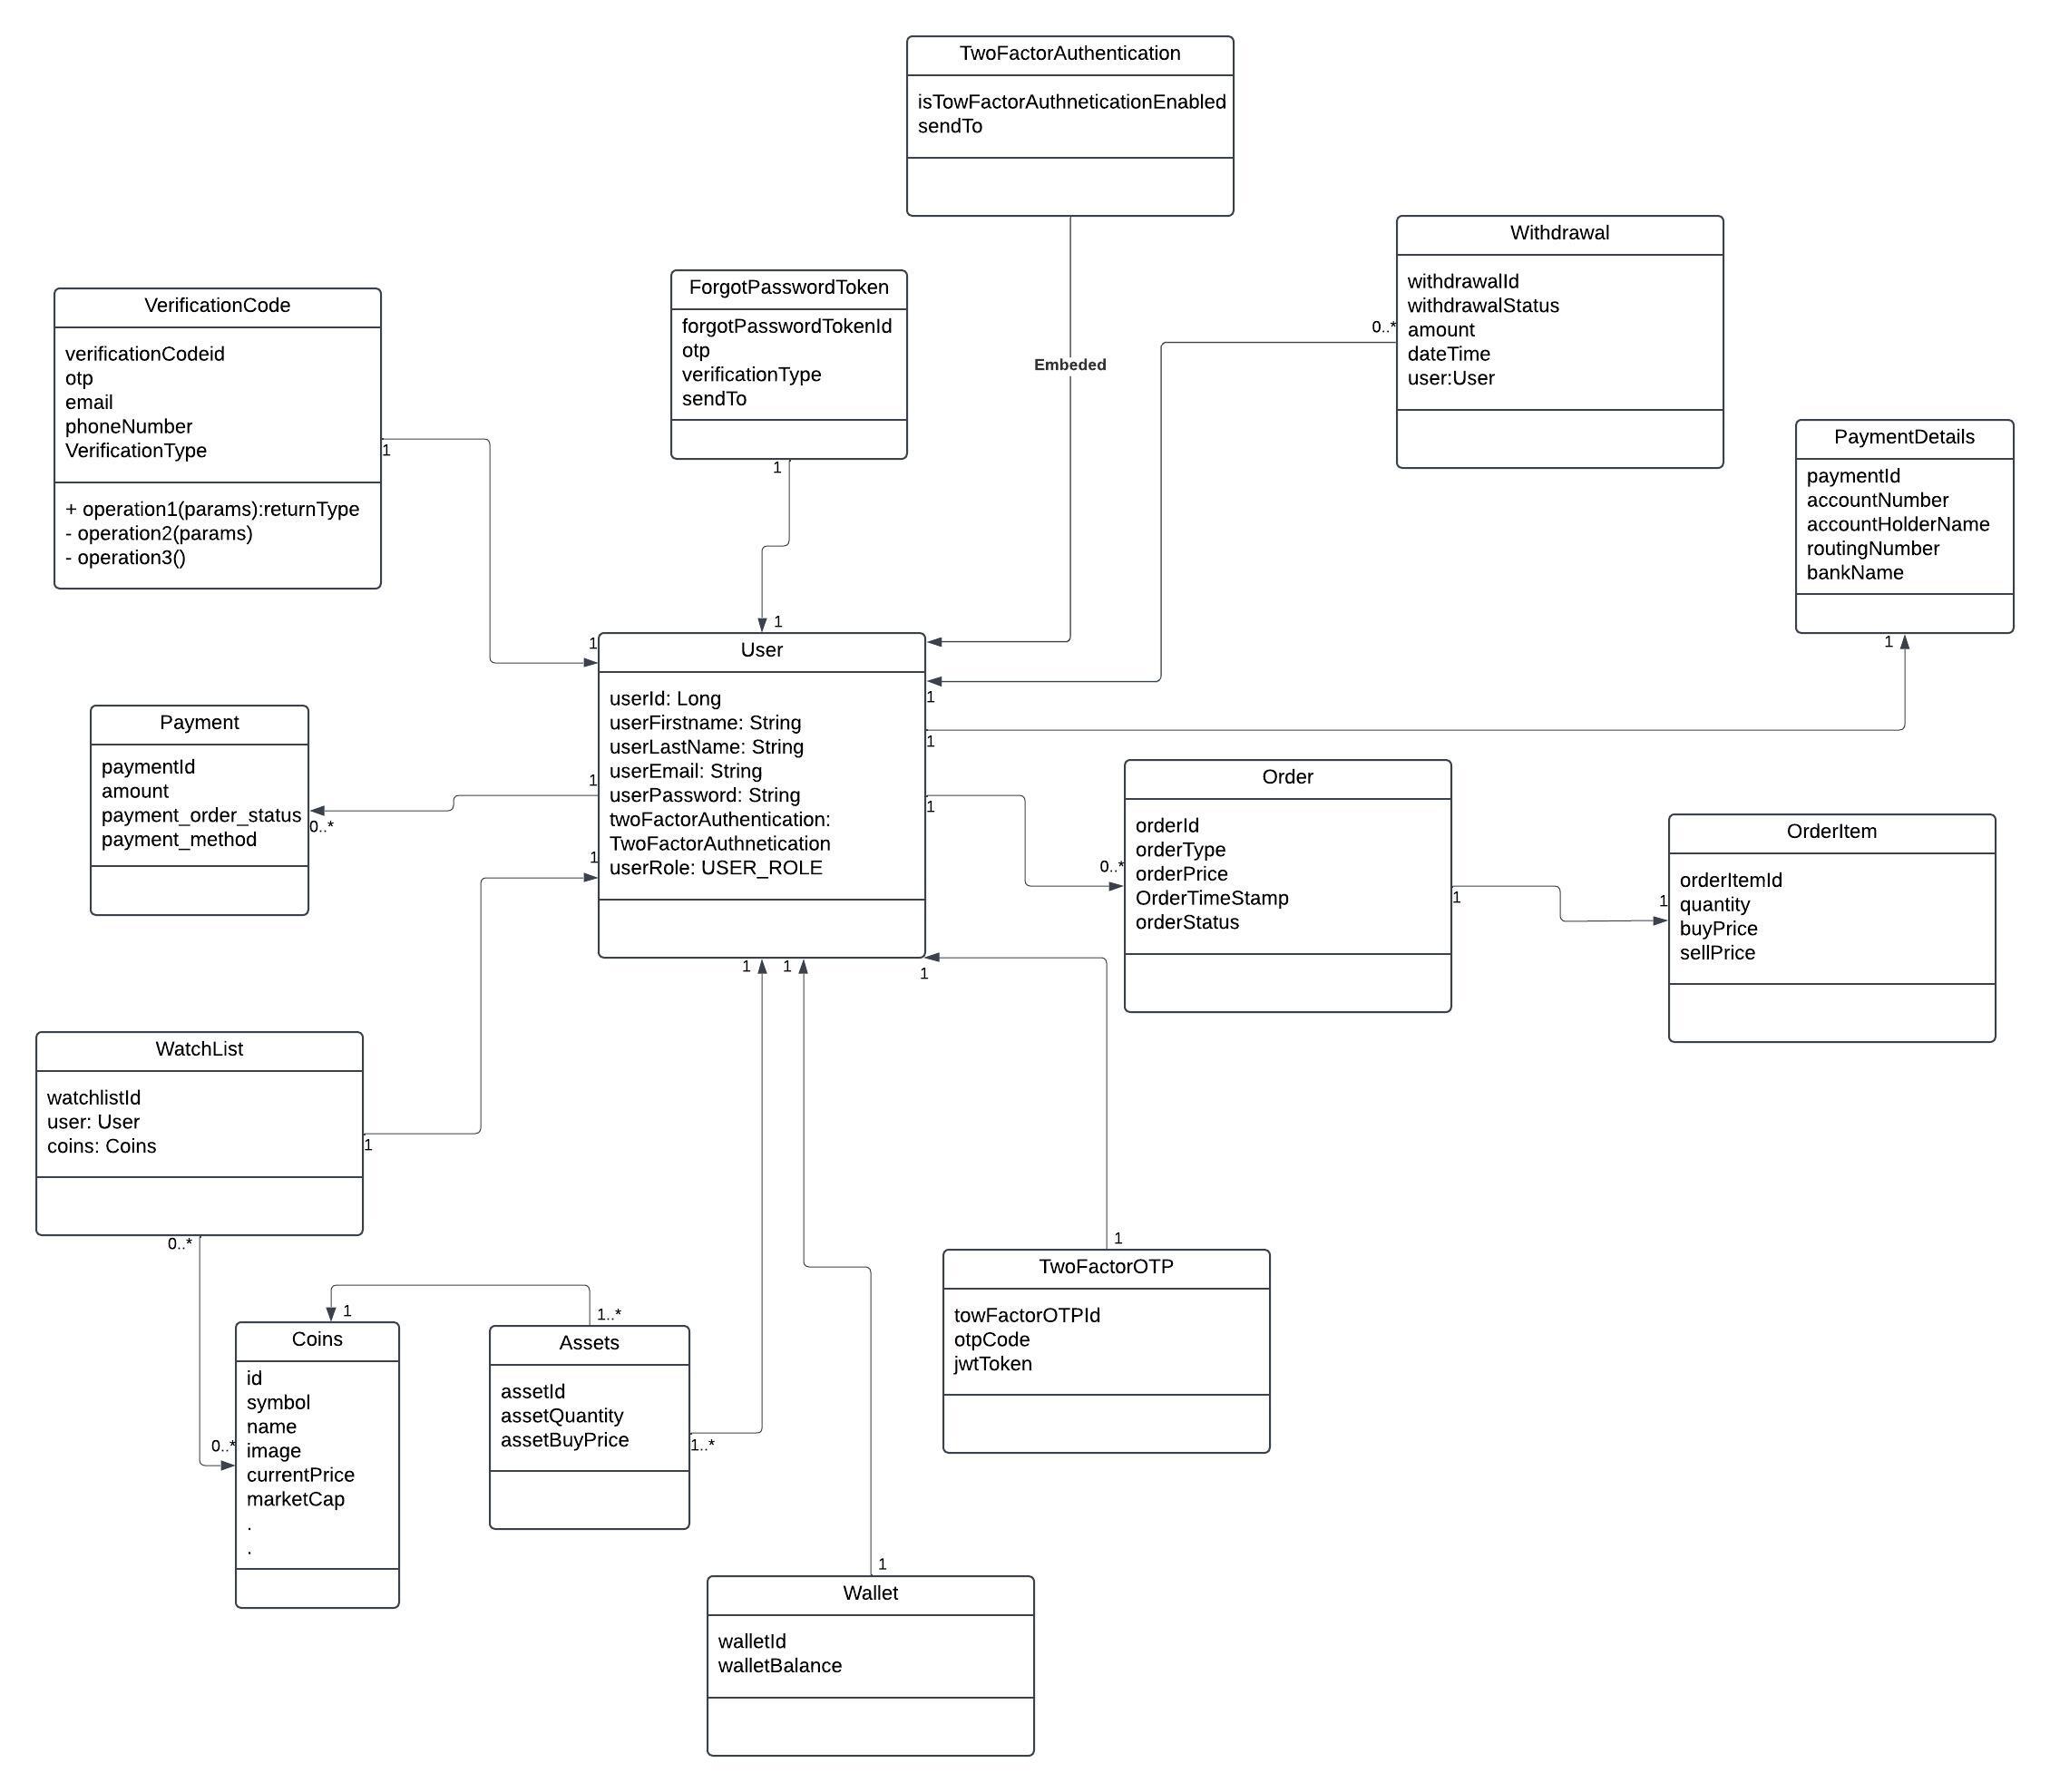 TwoFactorAuthentication
isTowFactorAuthneticationEnabled
sendTo
Embeded
Withdrawal
withdrawalId
withdrawalStatus
amount
dateTime
user:User
0..*
1
ForgotPasswordToken
forgotPasswordTokenId
otp
verificationType
sendTo
1
1
VerificationCode
verificationCodeid
otp
email
phoneNumber
VerificationType
+ operation1(params):returnType
- operation2(params)
- operation3()
1
1
PaymentDetails
paymentId
accountNumber
accountHolderName
routingNumber
bankName
1
1
User
userId: Long
userFirstname: String
userLastName: String
userEmail: String
userPassword: String
twoFactorAuthentication:
TwoFactorAuthnetication
userRole: USER_ROLE
Payment
paymentId
amount
payment_order_status
payment_method
1
0..*
Order
orderId
orderType
orderPrice
OrderTimeStamp
orderStatus
1
0..*
OrderItem
orderItemId
quantity
buyPrice
sellPrice
1
1
WatchList
watchlistId
user: User
coins: Coins
1
1
0..*
0..*
Coins
id
symbol
name
image
currentPrice
marketCap
.
.
1
1..*
Assets
assetId
assetQuantity
assetBuyPrice
1..*
1
TwoFactorOTP
towFactorOTPId
otpCode
jwtToken
1
1
Wallet
walletId
walletBalance
1
1